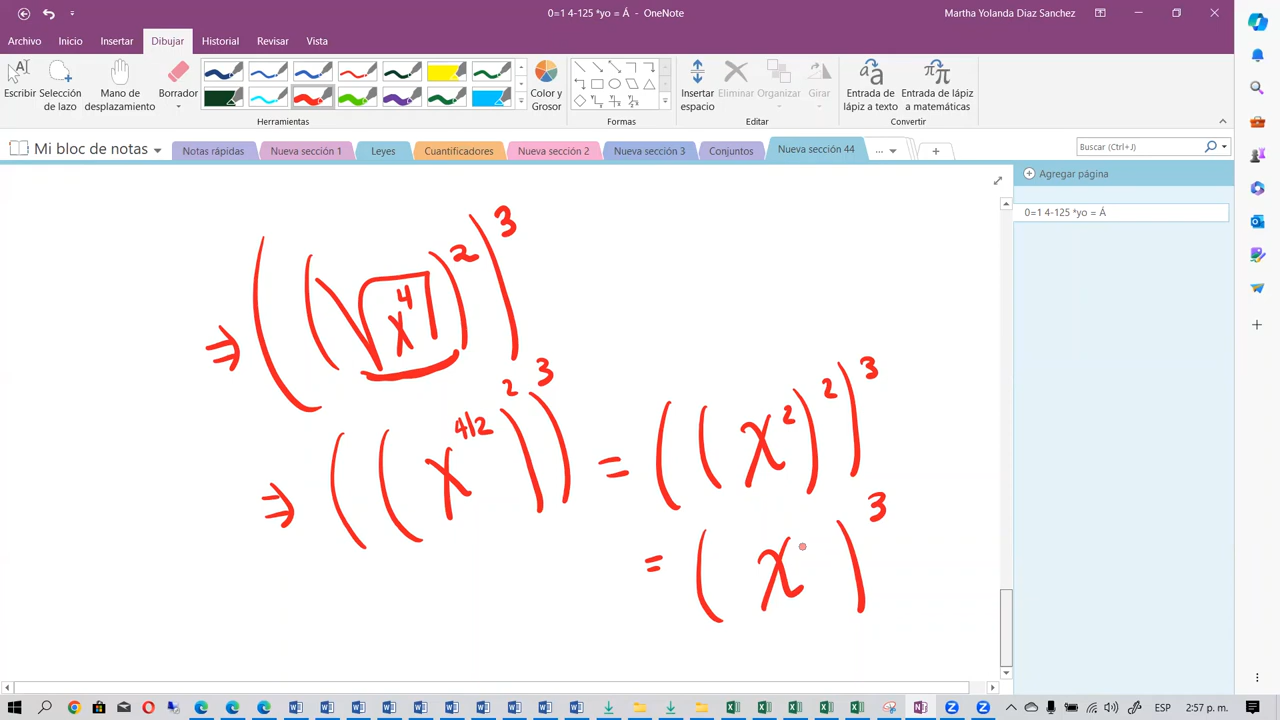 0=1 4-125 *yo = Á - OneNote
Martha Yolanda Diaz Sanchez
Archivo Inicio Insertar Dibujar Historial Revisar Vista
Escribir Selección de lazo Mano de desplazamiento Borrador Color y Grosor Insertar espacio Eliminar Organizar Girar Entrada de lápiz a texto Entrada de lápiz a matemáticas
Herramientas Formas Editar Convertir
Mi bloc de notas Notas rápidas Nueva sección 1 Leyes Cuantificadores Nueva sección 2 Nueva sección 3 Conjuntos Nueva sección 44 ... + Buscar (Ctrl+J)
Agregar página
0=1 4-125 *yo = Á
⇒ ((√x⁴)²)³
⇒ ((x^4/2)²)³ = ((x²)²)³
= (x )³
ESP 2:57 p. m.